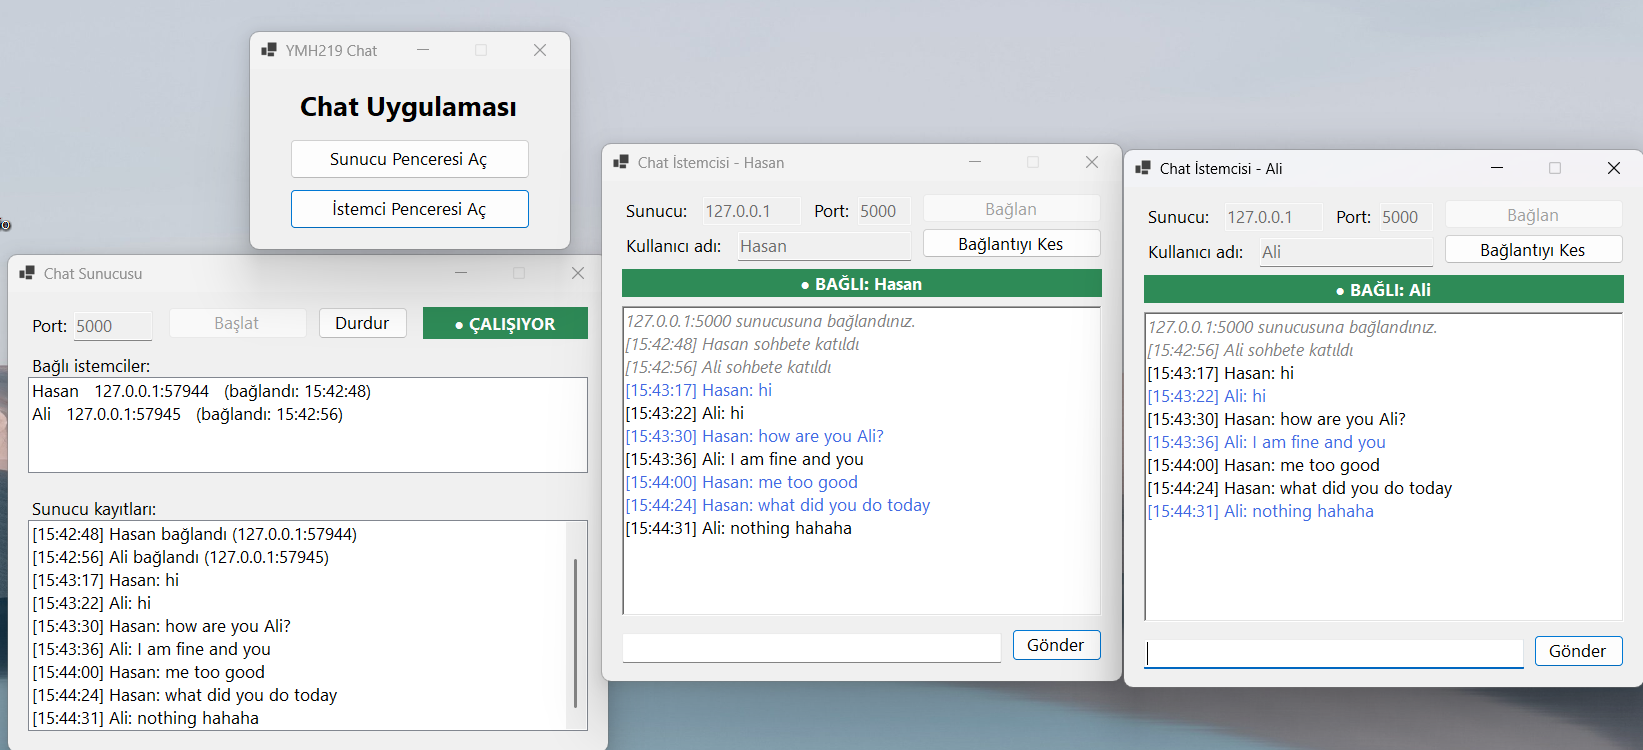 YMH219 Chat
Chat Uygulaması
Sunucu Penceresi Aç
İstemci Penceresi Aç
Chat Sunucusu
Port: 5000 Başlat Durdur ● ÇALIŞIYOR
Bağlı istemciler:
Hasan 127.0.0.1:57944 (bağlandı: 15:42:48)
Ali 127.0.0.1:57945 (bağlandı: 15:42:56)
Sunucu kayıtları:
[15:42:48] Hasan bağlandı (127.0.0.1:57944)
[15:42:56] Ali bağlandı (127.0.0.1:57945)
[15:43:17] Hasan: hi
[15:43:22] Ali: hi
[15:43:30] Hasan: how are you Ali?
[15:43:36] Ali: I am fine and you
[15:44:00] Hasan: me too good
[15:44:24] Hasan: what did you do today
[15:44:31] Ali: nothing hahaha
Chat İstemcisi - Hasan
Sunucu: 127.0.0.1 Port: 5000 Bağlan
Kullanıcı adı: Hasan Bağlantıyı Kes
● BAĞLI: Hasan
127.0.0.1:5000 sunucusuna bağlandınız.
[15:42:48] Hasan sohbete katıldı
[15:42:56] Ali sohbete katıldı
[15:43:17] Hasan: hi
[15:43:22] Ali: hi
[15:43:30] Hasan: how are you Ali?
[15:43:36] Ali: I am fine and you
[15:44:00] Hasan: me too good
[15:44:24] Hasan: what did you do today
[15:44:31] Ali: nothing hahaha
Gönder
Chat İstemcisi - Ali
Sunucu: 127.0.0.1 Port: 5000 Bağlan
Kullanıcı adı: Ali Bağlantıyı Kes
● BAĞLI: Ali
127.0.0.1:5000 sunucusuna bağlandınız.
[15:42:56] Ali sohbete katıldı
[15:43:17] Hasan: hi
[15:43:22] Ali: hi
[15:43:30] Hasan: how are you Ali?
[15:43:36] Ali: I am fine and you
[15:44:00] Hasan: me too good
[15:44:24] Hasan: what did you do today
[15:44:31] Ali: nothing hahaha
Gönder